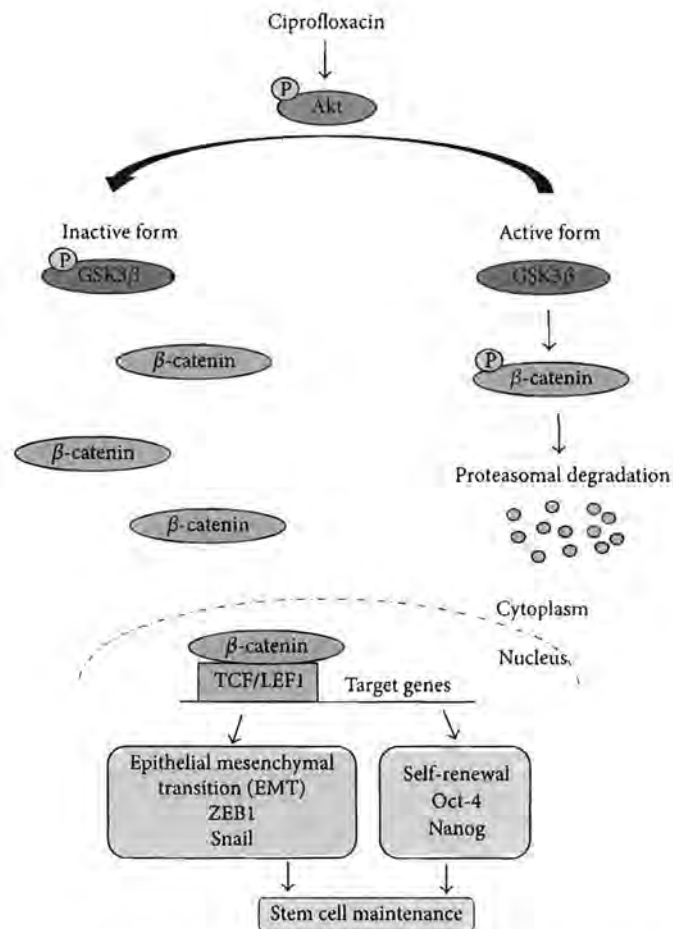 Ciprofloxacin
P
Akt
Inactive form
Active form
P
GSK3β
GSK3β
β-catenin
P
β-catenin
β-catenin
Proteasomal degradation
β-catenin
Cytoplasm
Nucleus
β-catenin
TCF/LEF1
Target genes
Epithelial mesenchymal
transition (EMT)
ZEB1
Snail
Self-renewal
Oct-4
Nanog
Stem cell maintenance